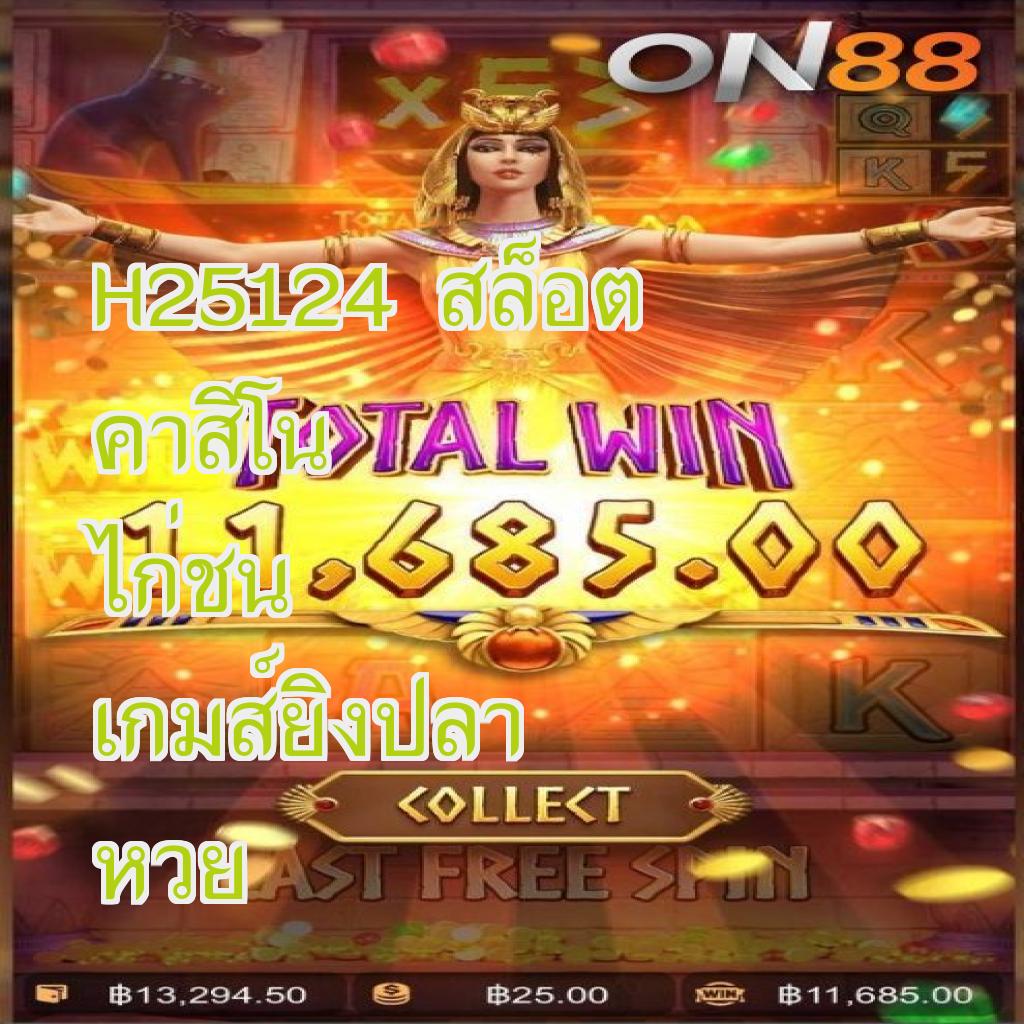 ON88
x53
Q
K
H25124 สล็อต
คาสิโน
TOTAL WIN
ไก่ชน
11,685.00
เกมส์ยิงปลา
K
COLLECT
หวย
LAST FREE SPIN
฿13,294.50 ฿25.00 WIN ฿11,685.00